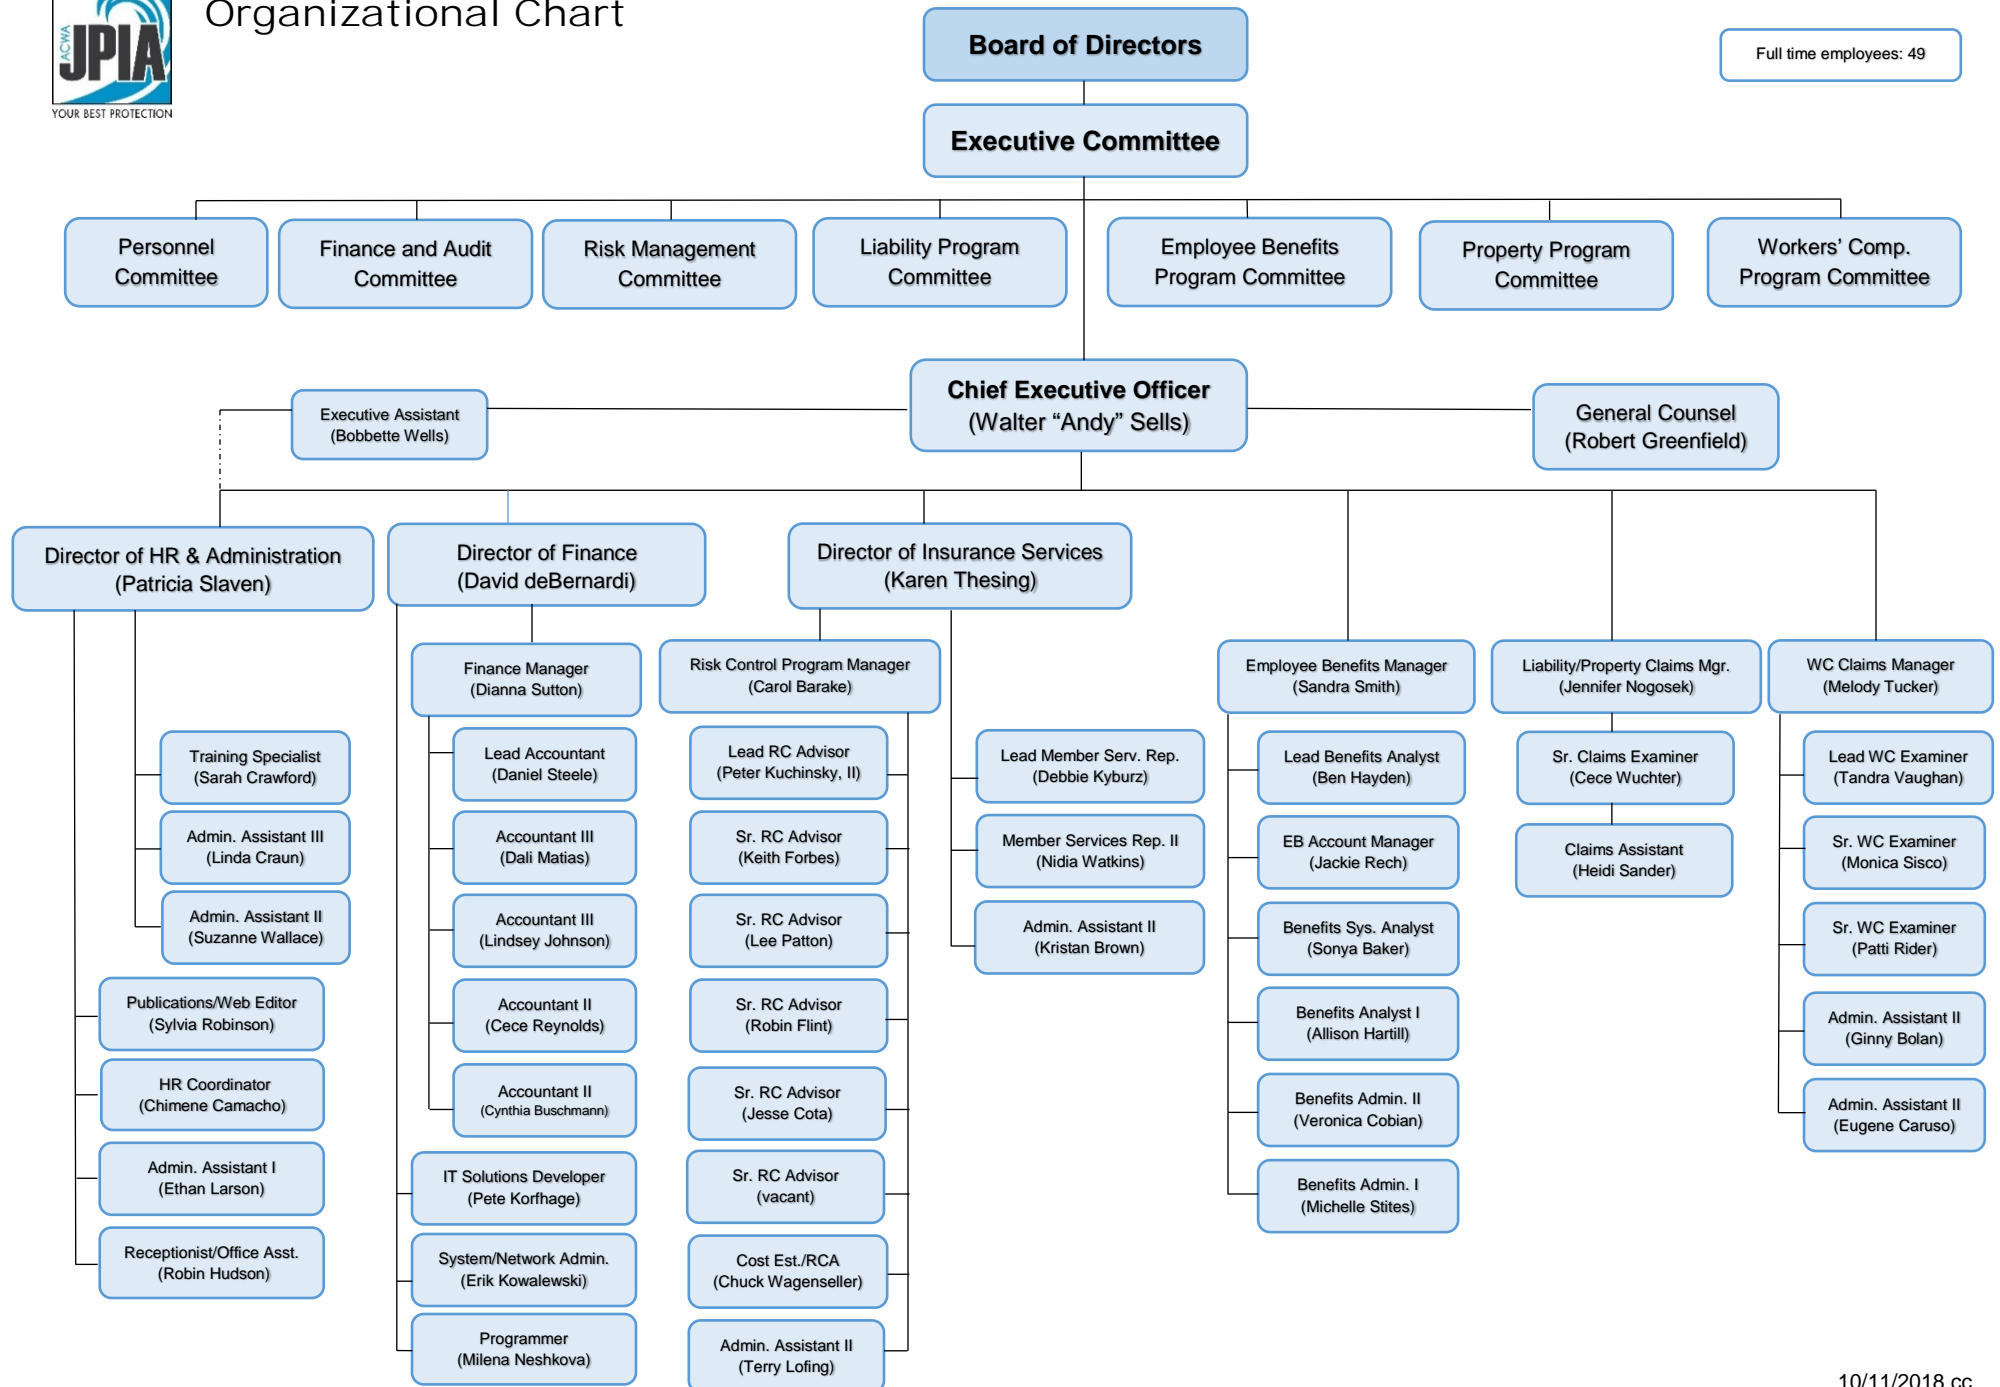 ACWA
JPIA
YOUR BEST PROTECTION
Organizational Chart
Board of Directors
Full time employees: 49
Executive Committee
Personnel
Committee
Finance and Audit
Committee
Risk Management
Committee
Liability Program
Committee
Employee Benefits
Program Committee
Property Program
Committee
Workers’ Comp.
Program Committee
Chief Executive Officer
(Walter “Andy” Sells)
Executive Assistant
(Bobbette Wells)
General Counsel
(Robert Greenfield)
Director of HR & Administration
(Patricia Slaven)
Director of Finance
(David deBernardi)
Director of Insurance Services
(Karen Thesing)
Training Specialist
(Sarah Crawford)
Admin. Assistant III
(Linda Craun)
Admin. Assistant II
(Suzanne Wallace)
Publications/Web Editor
(Sylvia Robinson)
HR Coordinator
(Chimene Camacho)
Admin. Assistant I
(Ethan Larson)
Receptionist/Office Asst.
(Robin Hudson)
Finance Manager
(Dianna Sutton)
Lead Accountant
(Daniel Steele)
Accountant III
(Dali Matias)
Accountant III
(Lindsey Johnson)
Accountant II
(Cece Reynolds)
Accountant II
(Cynthia Buschmann)
IT Solutions Developer
(Pete Korfhage)
System/Network Admin.
(Erik Kowalewski)
Programmer
(Milena Neshkova)
Risk Control Program Manager
(Carol Barake)
Lead RC Advisor
(Peter Kuchinsky, II)
Sr. RC Advisor
(Keith Forbes)
Sr. RC Advisor
(Lee Patton)
Sr. RC Advisor
(Robin Flint)
Sr. RC Advisor
(Jesse Cota)
Sr. RC Advisor
(vacant)
Cost Est./RCA
(Chuck Wagenseller)
Admin. Assistant II
(Terry Lofing)
Lead Member Serv. Rep.
(Debbie Kyburz)
Member Services Rep. II
(Nidia Watkins)
Admin. Assistant II
(Kristan Brown)
Employee Benefits Manager
(Sandra Smith)
Lead Benefits Analyst
(Ben Hayden)
EB Account Manager
(Jackie Rech)
Benefits Sys. Analyst
(Sonya Baker)
Benefits Analyst I
(Allison Hartill)
Benefits Admin. II
(Veronica Cobian)
Benefits Admin. I
(Michelle Stites)
Liability/Property Claims Mgr.
(Jennifer Nogosek)
Sr. Claims Examiner
(Cece Wuchter)
Claims Assistant
(Heidi Sander)
WC Claims Manager
(Melody Tucker)
Lead WC Examiner
(Tandra Vaughan)
Sr. WC Examiner
(Monica Sisco)
Sr. WC Examiner
(Patti Rider)
Admin. Assistant II
(Ginny Bolan)
Admin. Assistant II
(Eugene Caruso)
10/11/2018 cc